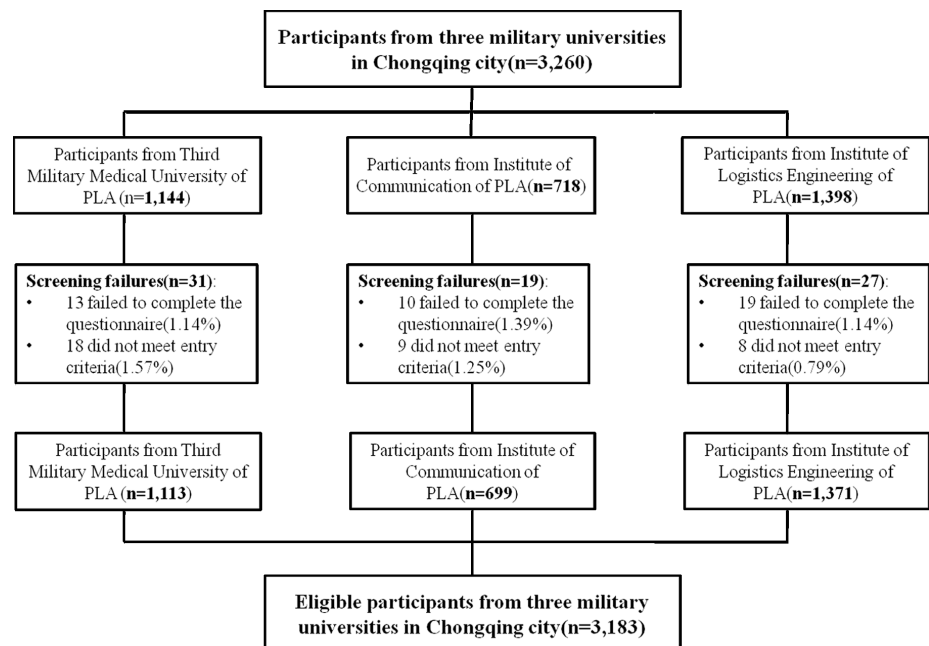 Participants from three military universities
in Chongqing city(n=3,260)
Participants from Third
Military Medical University of
PLA (n=1,144)
Participants from Institute of
Communication of PLA(n=718)
Participants from Institute of
Logistics Engineering of
PLA(n=1,398)
Screening failures(n=31):
• 13 failed to complete the
questionnaire(1.14%)
• 18 did not meet entry
criteria(1.57%)
Screening failures(n=19):
• 10 failed to complete the
questionnaire(1.39%)
• 9 did not meet entry
criteria(1.25%)
Screening failures(n=27):
• 19 failed to complete the
questionnaire(1.14%)
• 8 did not meet entry
criteria(0.79%)
Participants from Third
Military Medical University of
PLA (n=1,113)
Participants from Institute of
Communication of
PLA(n=699)
Participants from Institute of
Logistics Engineering of
PLA(n=1,371)
Eligible participants from three military
universities in Chongqing city(n=3,183)